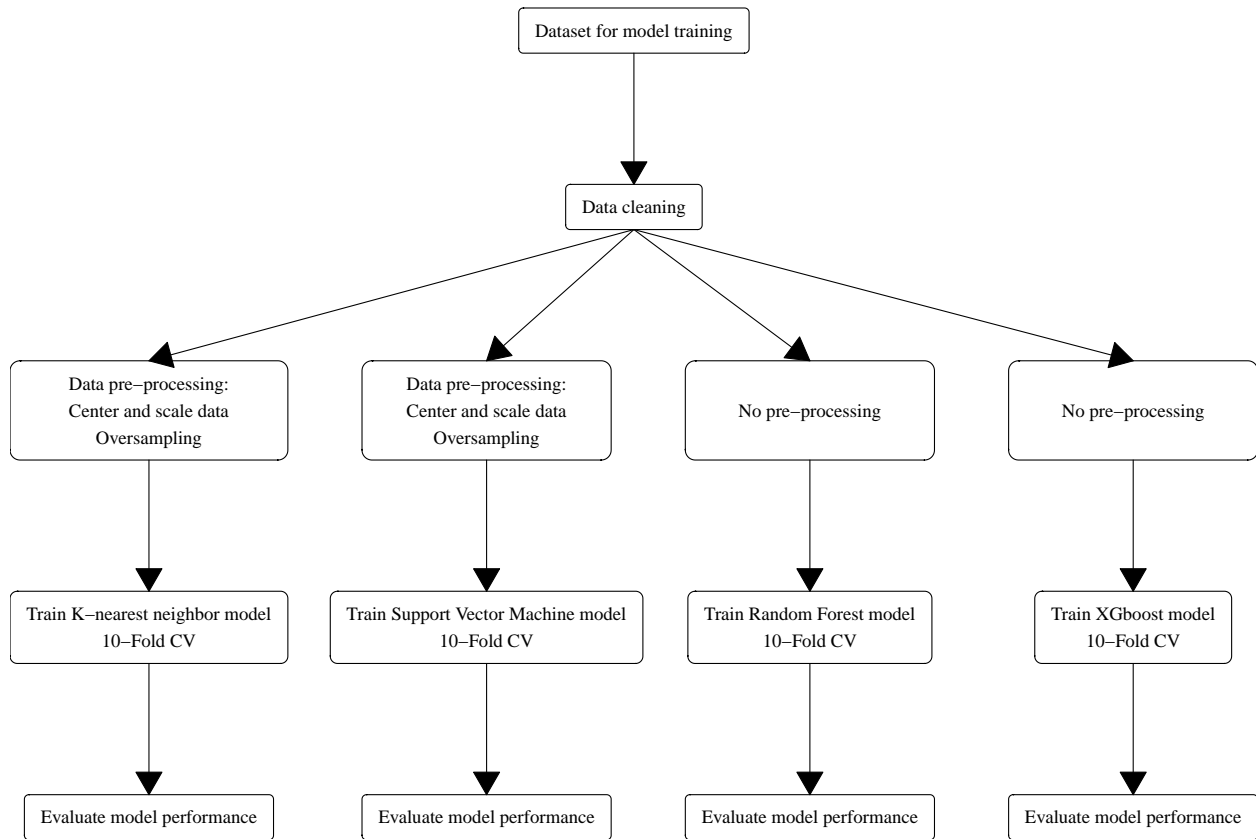 Dataset for model training
Data cleaning
Data pre−processing:
Center and scale data
Oversampling
Data pre−processing:
Center and scale data
Oversampling
No pre−processing
No pre−processing
Train K−nearest neighbor model
10−Fold CV
Train Support Vector Machine model
10−Fold CV
Train Random Forest model
10−Fold CV
Train XGboost model
10−Fold CV
Evaluate model performance
Evaluate model performance
Evaluate model performance
Evaluate model performance